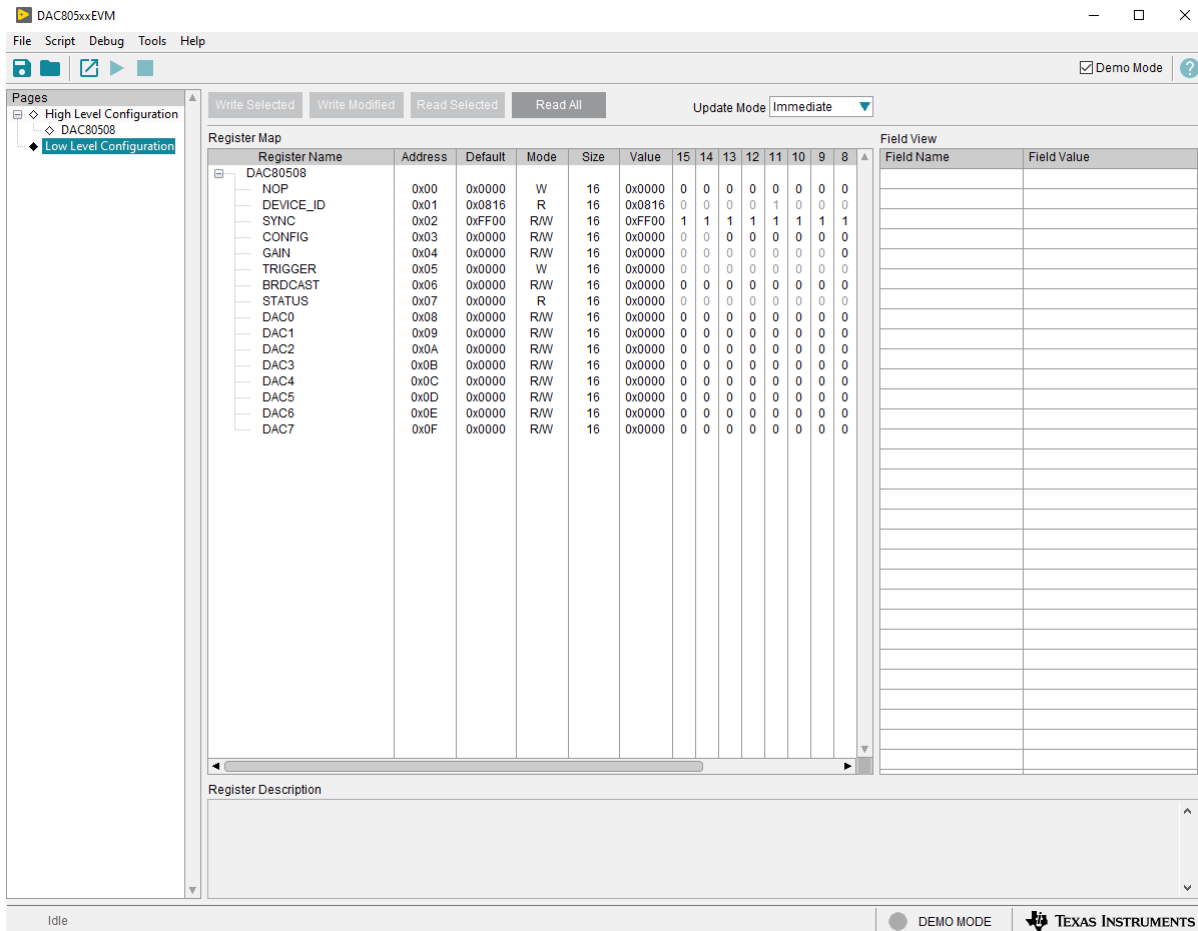 DAC805xxEVM
File Script Debug Tools Help
Demo Mode
Pages
High Level Configuration
DAC80508
Low Level Configuration
Write Selected Write Modified Read Selected Read All Update Mode Immediate
Register Map
Register Name Address Default Mode Size Value 15 14 13 12 11 10 9 8
DAC80508
NOP 0x00 0x0000 W 16 0x0000 0 0 0 0 0 0 0 0
DEVICE_ID 0x01 0x0816 R 16 0x0816 0 0 0 0 1 0 0 0
SYNC 0x02 0xFF00 R/W 16 0xFF00 1 1 1 1 1 1 1 1
CONFIG 0x03 0x0000 R/W 16 0x0000 0 0 0 0 0 0 0 0
GAIN 0x04 0x0000 R/W 16 0x0000 0 0 0 0 0 0 0 0
TRIGGER 0x05 0x0000 W 16 0x0000 0 0 0 0 0 0 0 0
BRDCAST 0x06 0x0000 R/W 16 0x0000 0 0 0 0 0 0 0 0
STATUS 0x07 0x0000 R 16 0x0000 0 0 0 0 0 0 0 0
DAC0 0x08 0x0000 R/W 16 0x0000 0 0 0 0 0 0 0 0
DAC1 0x09 0x0000 R/W 16 0x0000 0 0 0 0 0 0 0 0
DAC2 0x0A 0x0000 R/W 16 0x0000 0 0 0 0 0 0 0 0
DAC3 0x0B 0x0000 R/W 16 0x0000 0 0 0 0 0 0 0 0
DAC4 0x0C 0x0000 R/W 16 0x0000 0 0 0 0 0 0 0 0
DAC5 0x0D 0x0000 R/W 16 0x0000 0 0 0 0 0 0 0 0
DAC6 0x0E 0x0000 R/W 16 0x0000 0 0 0 0 0 0 0 0
DAC7 0x0F 0x0000 R/W 16 0x0000 0 0 0 0 0 0 0 0
Field View
Field Name Field Value
Register Description
Idle
DEMO MODE
TEXAS INSTRUMENTS